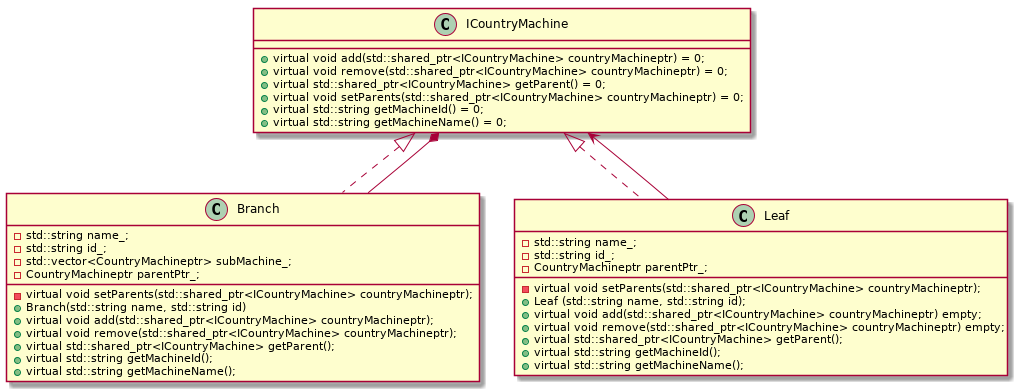 C ICountryMachine
virtual void add(std::shared_ptr<ICountryMachine> countryMachineptr) = 0;
virtual void remove(std::shared_ptr<ICountryMachine> countryMachineptr) = 0;
virtual std::shared_ptr<ICountryMachine> getParent() = 0;
virtual void setParents(std::shared_ptr<ICountryMachine> countryMachineptr) = 0;
virtual std::string getMachineId() = 0;
virtual std::string getMachineName() = 0;
C Branch
std::string name_;
std::string id_;
std::vector<CountryMachineptr> subMachine_;
CountryMachineptr parentPtr_;
virtual void setParents(std::shared_ptr<ICountryMachine> countryMachineptr);
Branch(std::string name, std::string id)
virtual void add(std::shared_ptr<ICountryMachine> countryMachineptr);
virtual void remove(std::shared_ptr<ICountryMachine> countryMachineptr);
virtual std::shared_ptr<ICountryMachine> getParent();
virtual std::string getMachineId();
virtual std::string getMachineName();
C Leaf
std::string name_;
std::string id_;
CountryMachineptr parentPtr_;
virtual void setParents(std::shared_ptr<ICountryMachine> countryMachineptr);
Leaf (std::string name, std::string id);
virtual void add(std::shared_ptr<ICountryMachine> countryMachineptr) empty;
virtual void remove(std::shared_ptr<ICountryMachine> countryMachineptr) empty;
virtual std::shared_ptr<ICountryMachine> getParent();
virtual std::string getMachineId();
virtual std::string getMachineName();